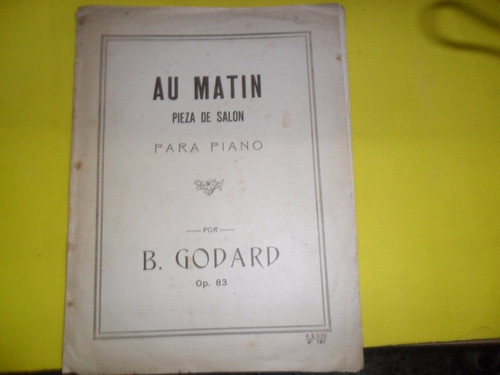 AU MATIN
PIEZA DE SALON
PARA PIANO
POR
B. GODARD
Op. 83